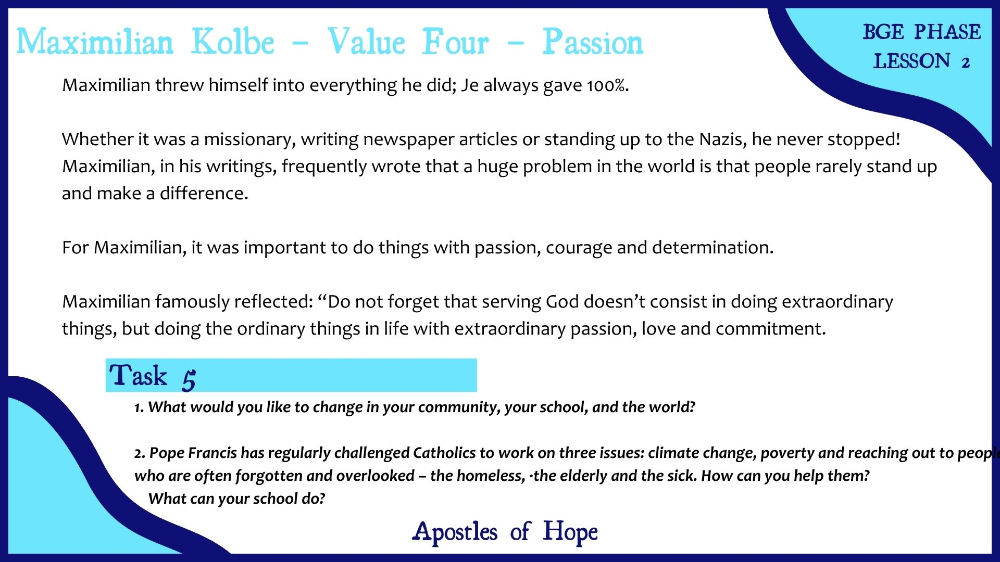 Maximilian Kolbe – Value Four – Passion
BGE PHASE
LESSON 2
Maximilian threw himself into everything he did; Je always gave 100%.
Whether it was a missionary, writing newspaper articles or standing up to the Nazis, he never stopped!
Maximilian, in his writings, frequently wrote that a huge problem in the world is that people rarely stand up
and make a difference.
For Maximilian, it was important to do things with passion, courage and determination.
Maximilian famously reflected: “Do not forget that serving God doesn’t consist in doing extraordinary
things, but doing the ordinary things in life with extraordinary passion, love and commitment.
Task 5
1. What would you like to change in your community, your school, and the world?
2. Pope Francis has regularly challenged Catholics to work on three issues: climate change, poverty and reaching out to people
who are often forgotten and overlooked – the homeless, ·the elderly and the sick. How can you help them?
What can your school do?
Apostles of Hope